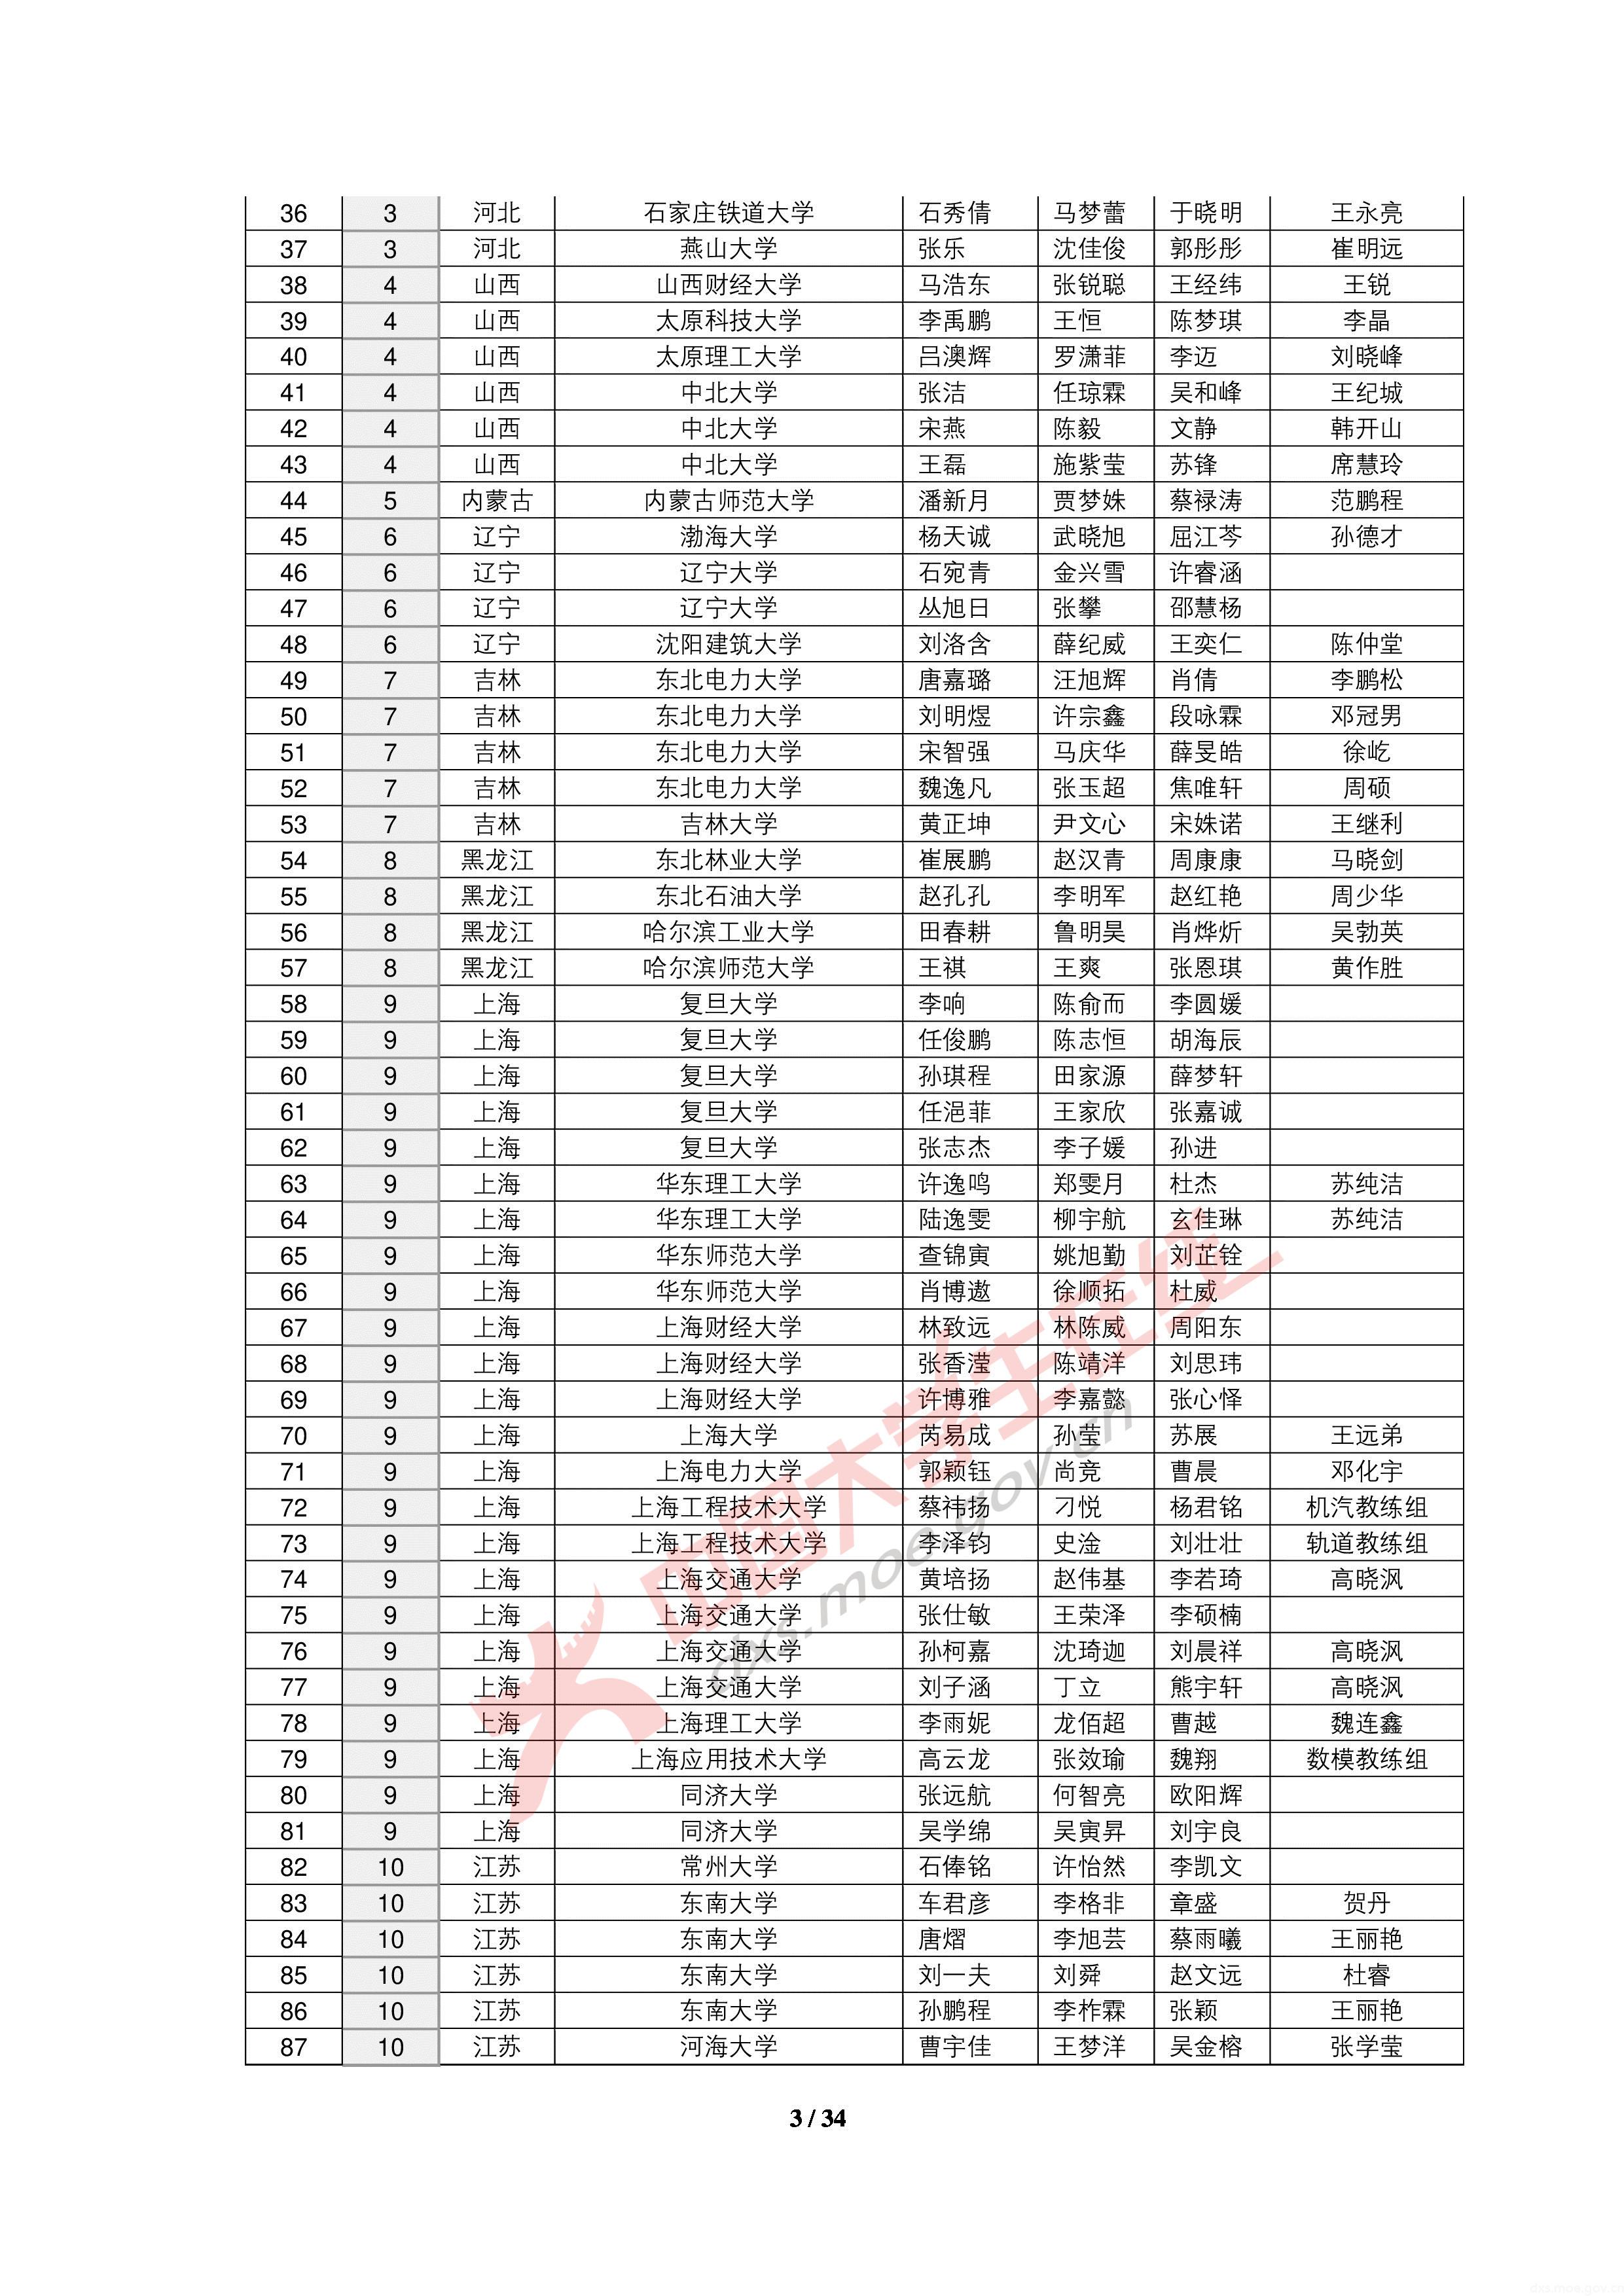 36 3 河北 石家庄铁道大学 石秀倩 马梦蕾 于晓明 王永亮
37 3 河北 燕山大学 张乐 沈佳俊 郭彤彤 崔明远
38 4 山西 山西财经大学 马浩东 张锐聪 王经纬 王锐
39 4 山西 太原科技大学 李禹鹏 王恒 陈梦琪 李晶
40 4 山西 太原理工大学 吕澳辉 罗潇菲 李迈 刘晓峰
41 4 山西 中北大学 张洁 任琼霖 吴和峰 王纪城
42 4 山西 中北大学 宋燕 陈毅 文静 韩开山
43 4 山西 中北大学 王磊 施紫莹 苏锋 席慧玲
44 5 内蒙古 内蒙古师范大学 潘新月 贾梦姝 蔡禄涛 范鹏程
45 6 辽宁 渤海大学 杨天诚 武晓旭 屈江芩 孙德才
46 6 辽宁 辽宁大学 石宛青 金兴雪 许睿涵
47 6 辽宁 辽宁大学 丛旭日 张攀 邵慧杨
48 6 辽宁 沈阳建筑大学 刘洛含 薛纪威 王奕仁 陈仲堂
49 7 吉林 东北电力大学 唐嘉璐 汪旭辉 肖倩 李鹏松
50 7 吉林 东北电力大学 刘明煜 许宗鑫 段咏霖 邓冠男
51 7 吉林 东北电力大学 宋智强 马庆华 薛旻皓 徐屹
52 7 吉林 东北电力大学 魏逸凡 张玉超 焦唯轩 周硕
53 7 吉林 吉林大学 黄正坤 尹文心 宋姝诺 王继利
54 8 黑龙江 东北林业大学 崔展鹏 赵汉青 周康康 马晓剑
55 8 黑龙江 东北石油大学 赵孔孔 李明军 赵红艳 周少华
56 8 黑龙江 哈尔滨工业大学 田春耕 鲁明昊 肖烨炘 吴勃英
57 8 黑龙江 哈尔滨师范大学 王祺 王爽 张恩琪 黄作胜
58 9 上海 复旦大学 李响 陈俞而 李圆媛
59 9 上海 复旦大学 任俊鹏 陈志恒 胡海辰
60 9 上海 复旦大学 孙琪程 田家源 薛梦轩
61 9 上海 复旦大学 任浥菲 王家欣 张嘉诚
62 9 上海 复旦大学 张志杰 李子媛 孙进
63 9 上海 华东理工大学 许逸鸣 郑雯月 杜杰 苏纯洁
64 9 上海 华东理工大学 陆逸雯 柳宇航 玄佳琳 苏纯洁
65 9 上海 华东师范大学 查锦寅 姚旭勤 刘芷铨
66 9 上海 华东师范大学 肖博遨 徐顺拓 杜威
67 9 上海 上海财经大学 林致远 林陈威 周阳东
68 9 上海 上海财经大学 张香滢 陈靖洋 刘思玮
69 9 上海 上海财经大学 许博雅 李嘉懿 张心怿
70 9 上海 上海大学 芮易成 孙莹 苏展 王远弟
71 9 上海 上海电力大学 郭颖钰 尚竞 曹晨 邓化宇
72 9 上海 上海工程技术大学 蔡祎扬 刁悦 杨君铭 机汽教练组
73 9 上海 上海工程技术大学 李泽钧 史淦 刘壮壮 轨道教练组
74 9 上海 上海交通大学 黄培扬 赵伟基 李若琦 高晓沨
75 9 上海 上海交通大学 张仕敏 王荣泽 李硕楠
76 9 上海 上海交通大学 孙柯嘉 沈琦迦 刘晨祥 高晓沨
77 9 上海 上海交通大学 刘子涵 丁立 熊宇轩 高晓沨
78 9 上海 上海理工大学 李雨妮 龙佰超 曹越 魏连鑫
79 9 上海 上海应用技术大学 高云龙 张效瑜 魏翔 数模教练组
80 9 上海 同济大学 张远航 何智亮 欧阳辉
81 9 上海 同济大学 吴学绵 吴寅昇 刘宇良
82 10 江苏 常州大学 石俸铭 许怡然 李凯文
83 10 江苏 东南大学 车君彦 李格非 章盛 贺丹
84 10 江苏 东南大学 唐熠 李旭芸 蔡雨曦 王丽艳
85 10 江苏 东南大学 刘一夫 刘舜 赵文远 杜睿
86 10 江苏 东南大学 孙鹏程 李柞霖 张颖 王丽艳
87 10 江苏 河海大学 曹宇佳 王梦洋 吴金榕 张学莹
中国大学生在线
dxs.moe.gov.cn
3 / 34
dxs.moe.gov.cn